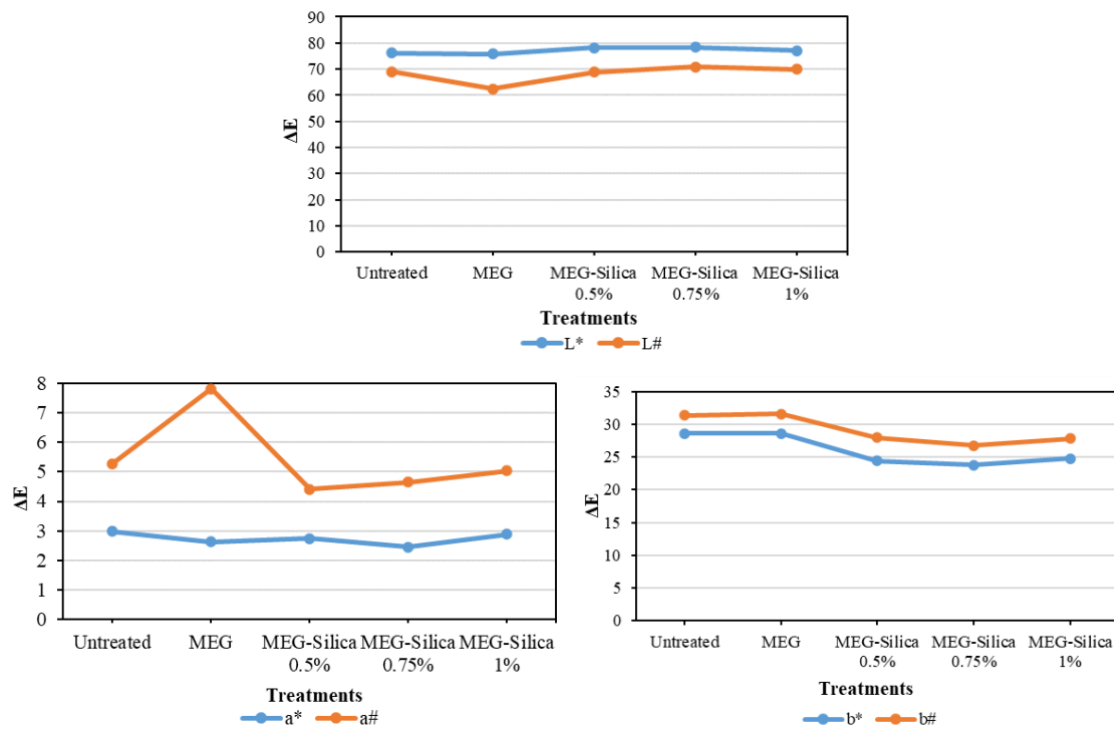 90
80
70
60
50
40
30
20
10
0
ΔE
Untreated MEG MEG-Silica MEG-Silica MEG-Silica
0.5% 0.75% 1%
Treatments
L* L#
8
7
6
5
4
3
2
1
0
ΔE
Untreated MEG MEG-Silica MEG-Silica MEG-Silica
0.5% 0.75% 1%
Treatments
a* a#
35
30
25
20
15
10
5
0
ΔE
Untreated MEG MEG-Silica MEG-Silica MEG-Silica
0.5% 0.75% 1%
Treatments
b* b#